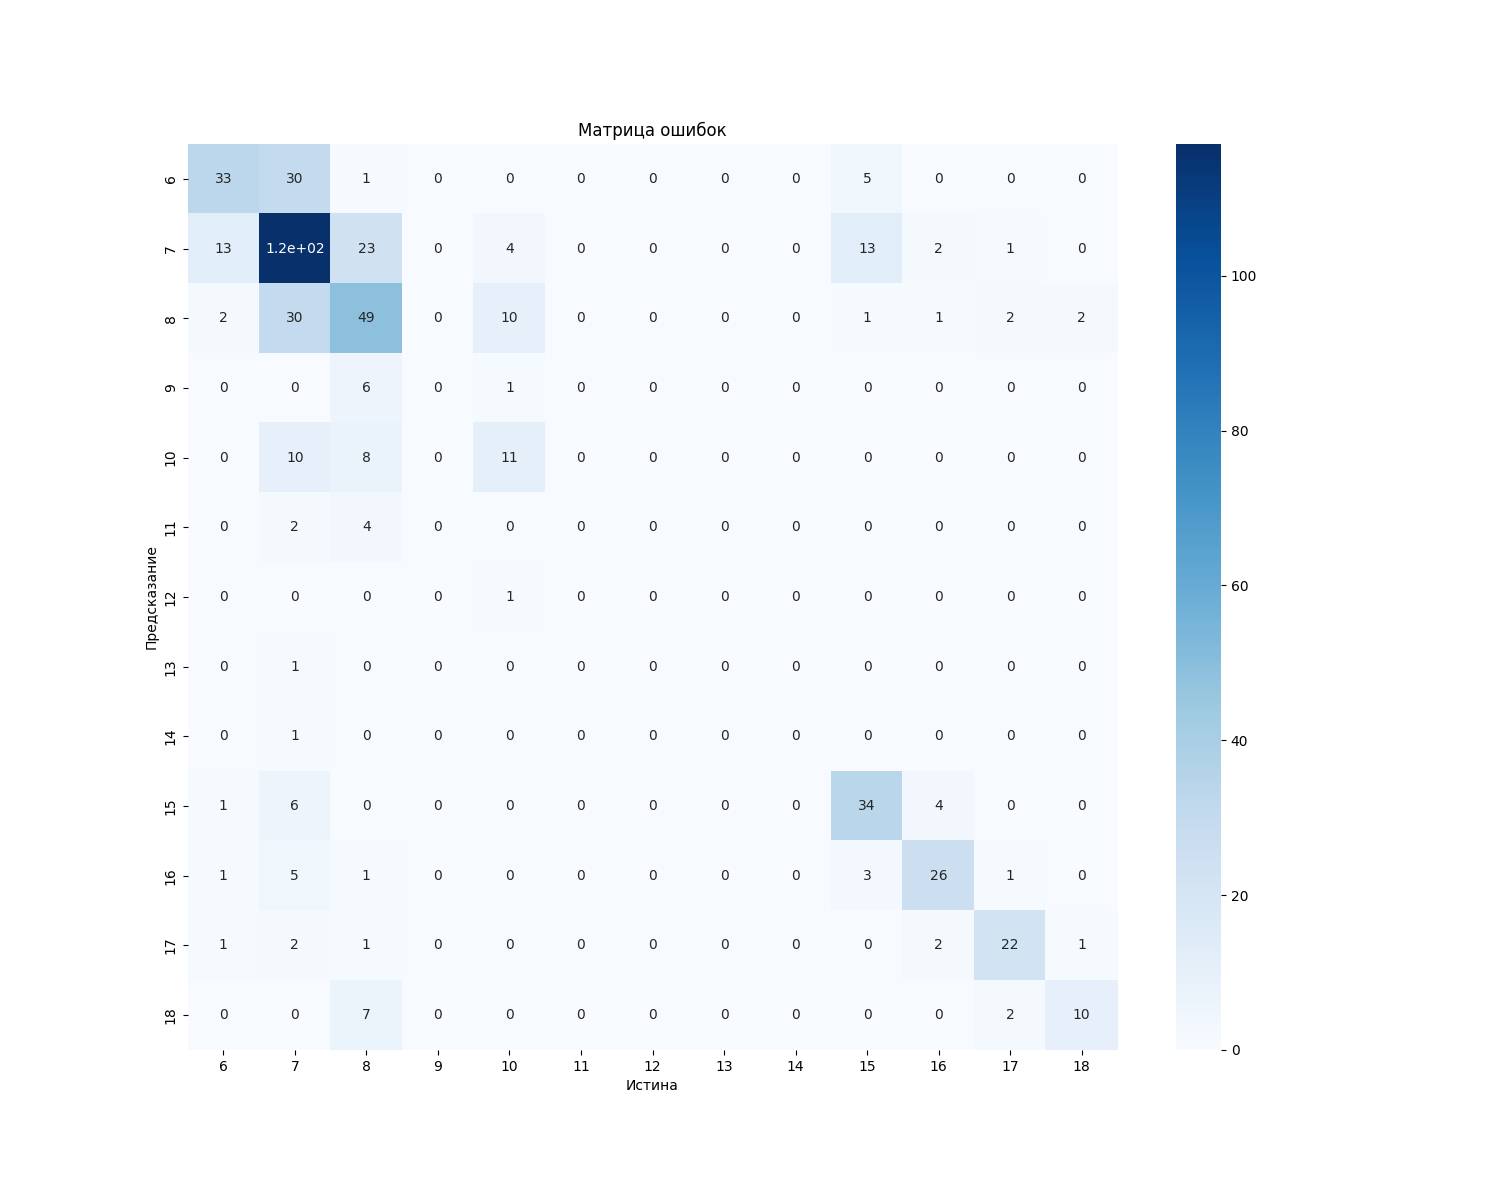 Матрица ошибок
6 33 30 1 0 0 0 0 0 0 5 0 0 0
7 13 1.2e+02 23 0 4 0 0 0 0 13 2 1 0
8 2 30 49 0 10 0 0 0 0 1 1 2 2
9 0 0 6 0 1 0 0 0 0 0 0 0 0
10 0 10 8 0 11 0 0 0 0 0 0 0 0
11 0 2 4 0 0 0 0 0 0 0 0 0 0
12 0 0 0 0 1 0 0 0 0 0 0 0 0
13 0 1 0 0 0 0 0 0 0 0 0 0 0
14 0 1 0 0 0 0 0 0 0 0 0 0 0
15 1 6 0 0 0 0 0 0 0 34 4 0 0
16 1 5 1 0 0 0 0 0 0 3 26 1 0
17 1 2 1 0 0 0 0 0 0 0 2 22 1
18 0 0 7 0 0 0 0 0 0 0 0 2 10
6 7 8 9 10 11 12 13 14 15 16 17 18
Истина
Предсказание
100
80
60
40
20
0